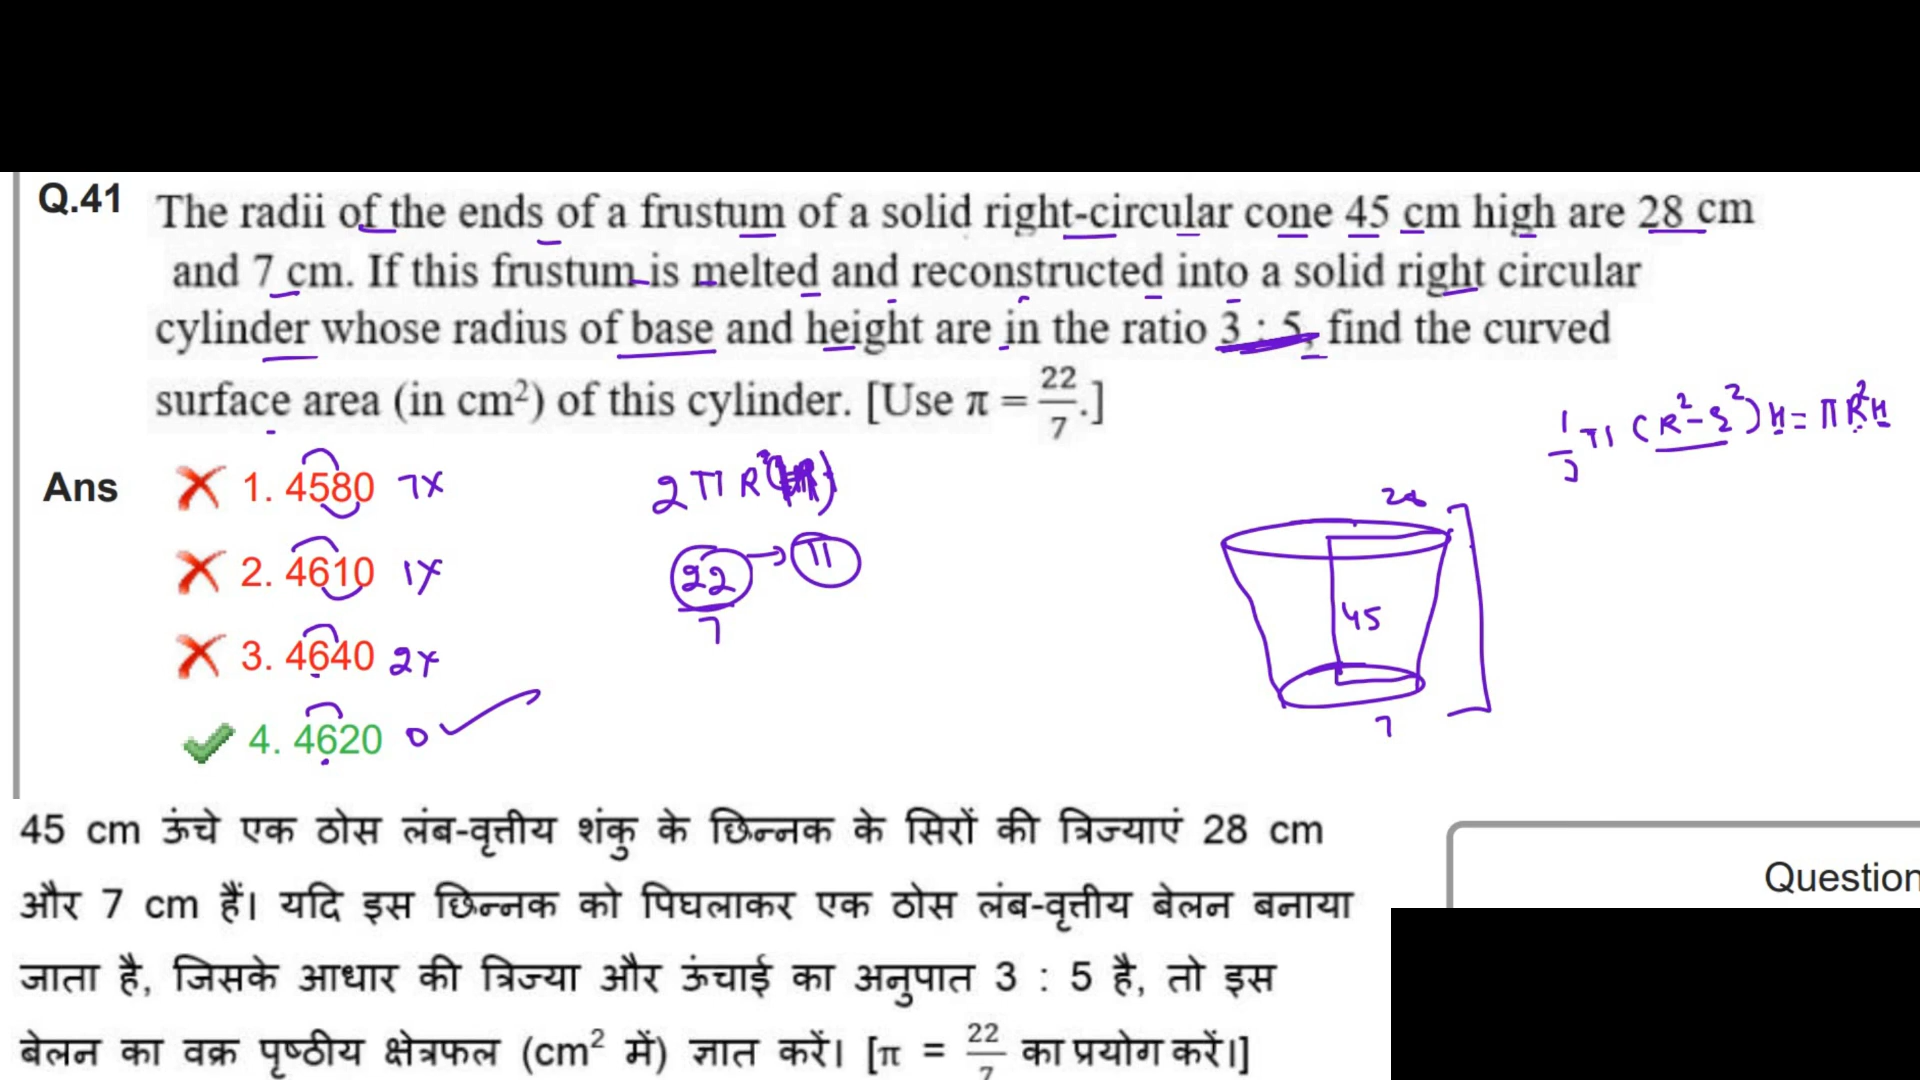 Q.41 The radii of the ends of a frustum of a solid right-circular cone 45 cm high are 28 cm
and 7 cm. If this frustum is melted and reconstructed into a solid right circular
cylinder whose radius of base and height are in the ratio 3 : 5, find the curved
surface area (in cm²) of this cylinder. [Use π = 22/7.]
1/3 π (R² - r²) H = π R² H
Ans 1. 4580 7x
2 π R²
2. 4610 1x
22/7 → π
3. 4640 2x
4. 4620 0
28
45
7
45 cm ऊंचे एक ठोस लंब-वृत्तीय शंकु के छिन्नक के सिरों की त्रिज्याएं 28 cm
और 7 cm हैं। यदि इस छिन्नक को पिघलाकर एक ठोस लंब-वृत्तीय बेलन बनाया
जाता है, जिसके आधार की त्रिज्या और ऊंचाई का अनुपात 3 : 5 है, तो इस
बेलन का वक्र पृष्ठीय क्षेत्रफल (cm² में) ज्ञात करें। [π = 22/7 का प्रयोग करें।]
Question